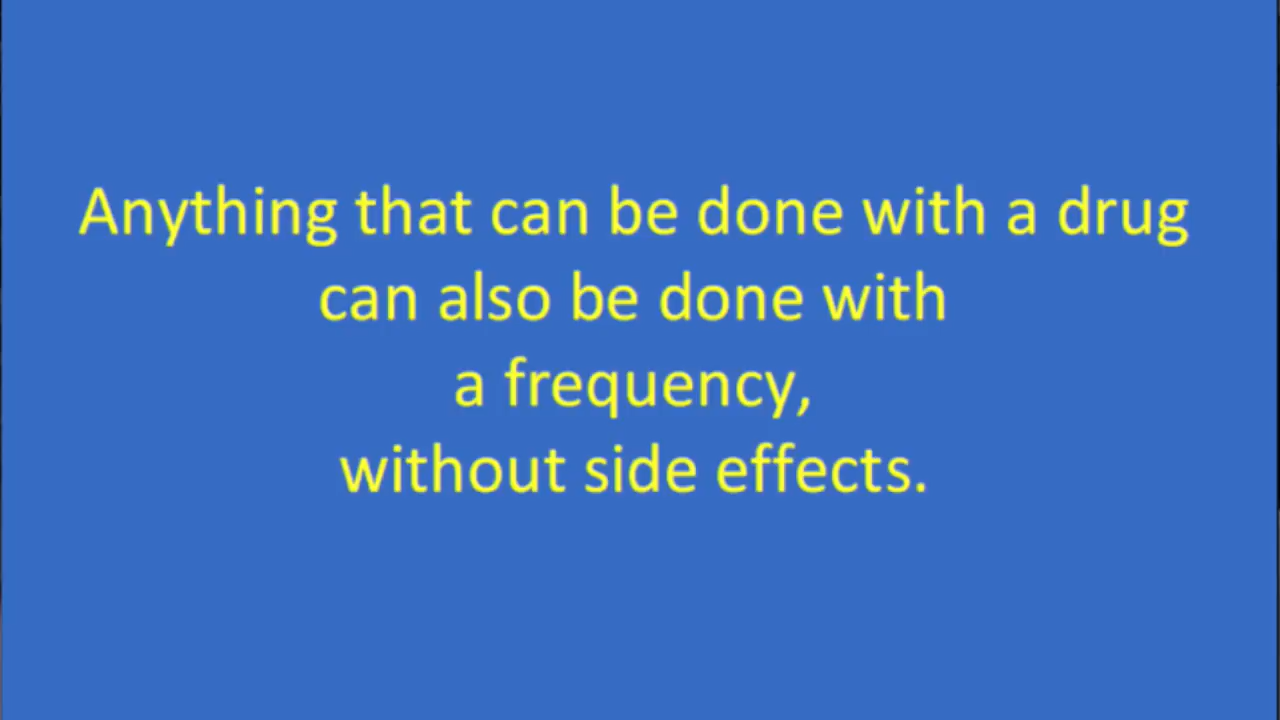 Anything that can be done with a drug
can also be done with
a frequency,
without side effects.